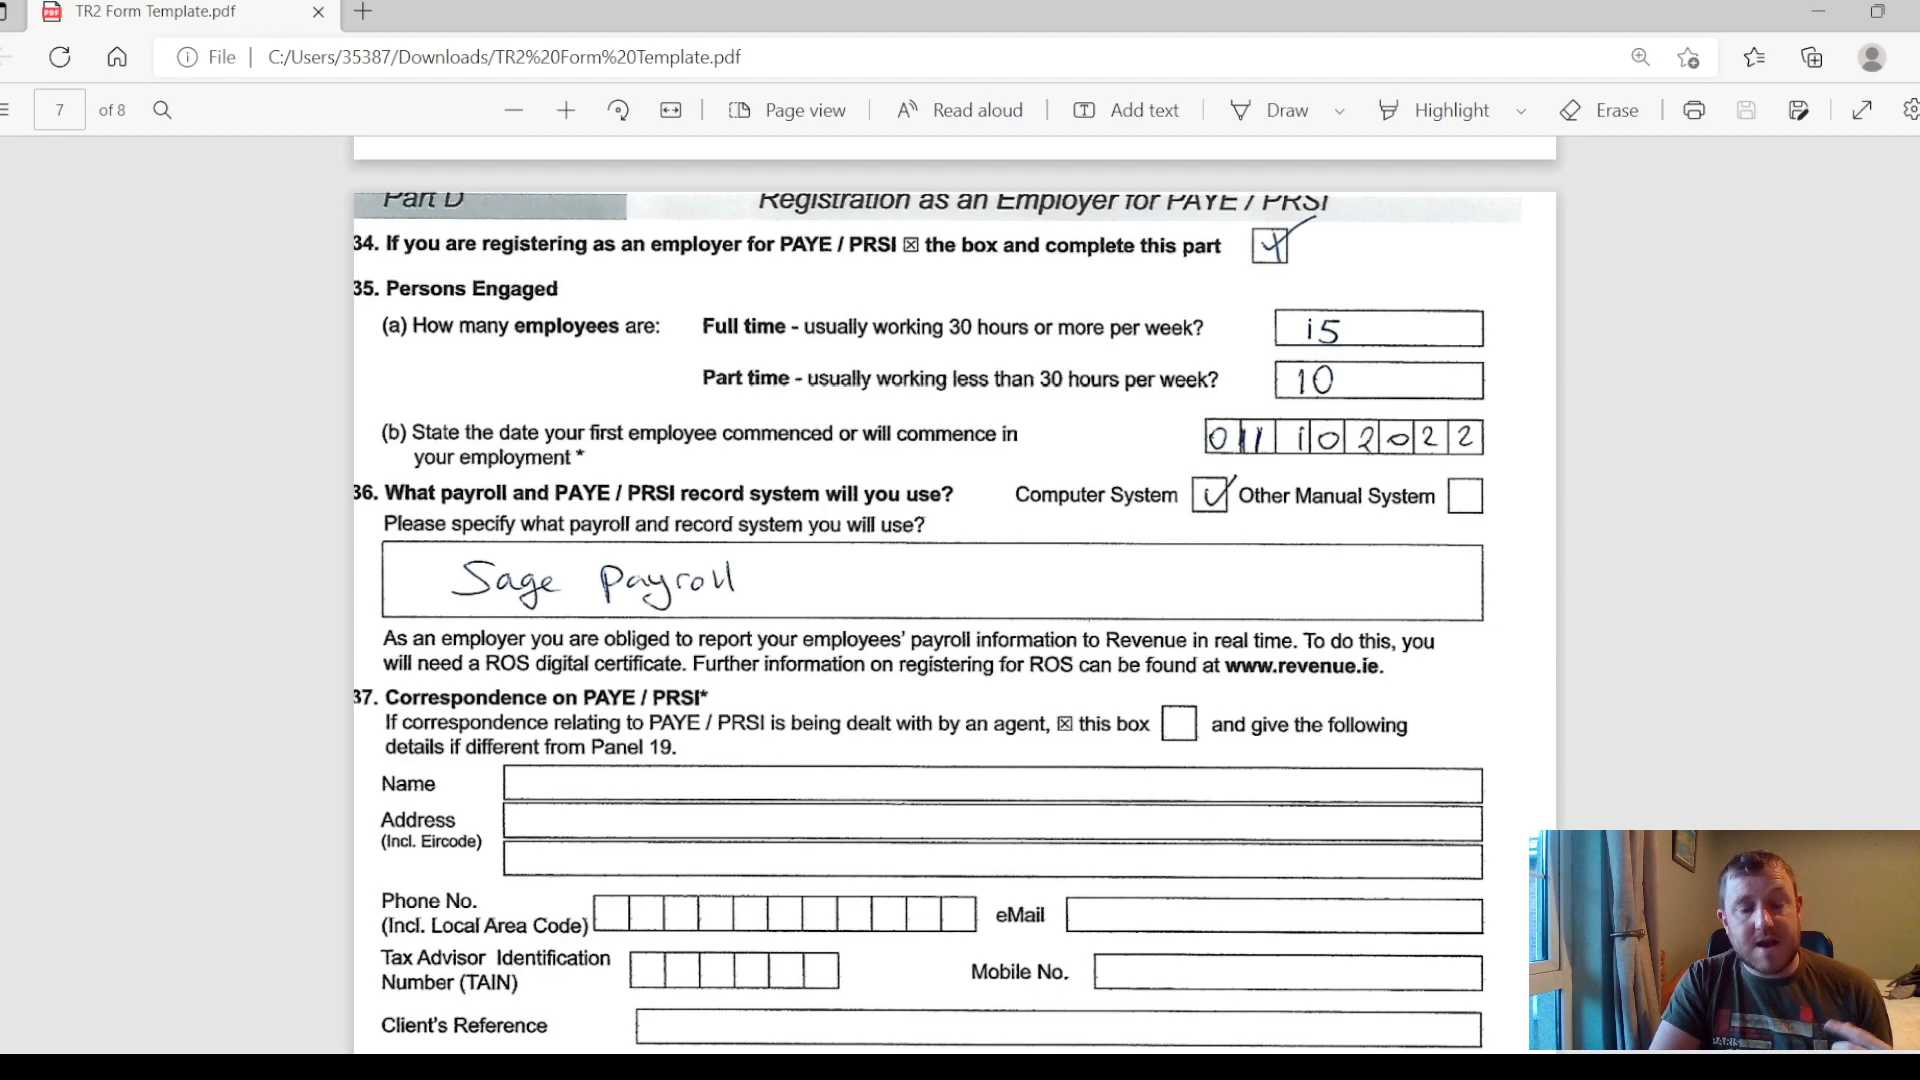 TR2 Form Template.pdf
File C:/Users/35387/Downloads/TR2%20Form%20Template.pdf
7 of 8 Page view Read aloud Add text Draw Highlight Erase
Part D Registration as an Employer for PAYE / PRSI
34. If you are registering as an employer for PAYE / PRSI ☒ the box and complete this part
35. Persons Engaged
(a) How many employees are: Full time - usually working 30 hours or more per week? 15
Part time - usually working less than 30 hours per week? 10
(b) State the date your first employee commenced or will commence in 01 10 2022
your employment *
36. What payroll and PAYE / PRSI record system will you use? Computer System Other Manual System
Please specify what payroll and record system you will use?
Sage Payroll
As an employer you are obliged to report your employees' payroll information to Revenue in real time. To do this, you
will need a ROS digital certificate. Further information on registering for ROS can be found at www.revenue.ie.
37. Correspondence on PAYE / PRSI*
If correspondence relating to PAYE / PRSI is being dealt with by an agent, ☒ this box and give the following
details if different from Panel 19.
Name
Address
(Incl. Eircode)
Phone No.
(Incl. Local Area Code) eMail
Tax Advisor Identification
Number (TAIN) Mobile No.
Client's Reference
PARIS